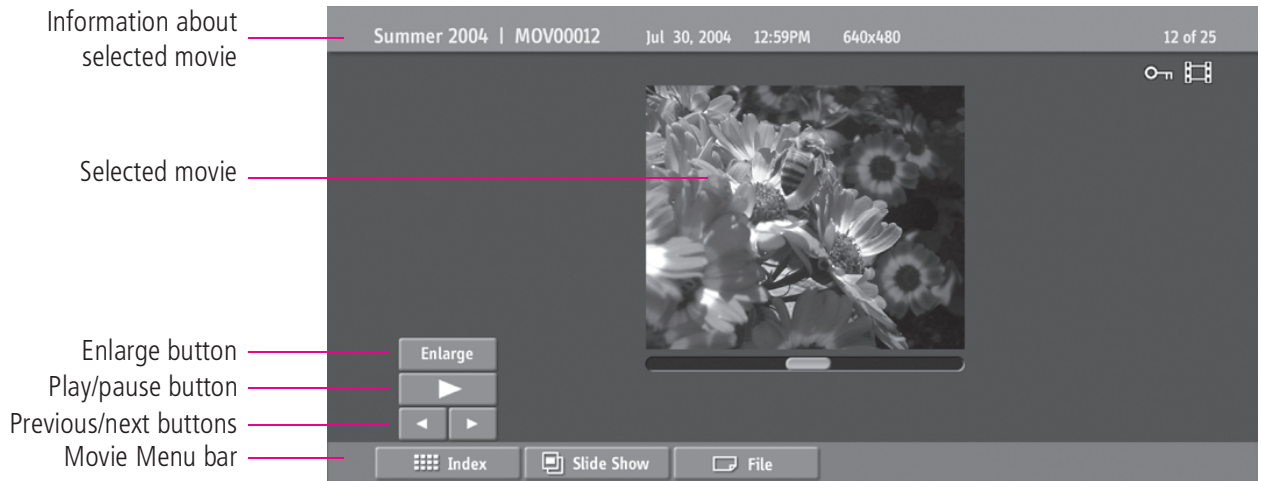 Information about
selected movie
Summer 2004 | MOV00012 Jul 30, 2004 12:59PM 640x480 12 of 25
Selected movie
Enlarge button
Enlarge
Play/pause button
Previous/next buttons
Movie Menu bar
Index Slide Show File